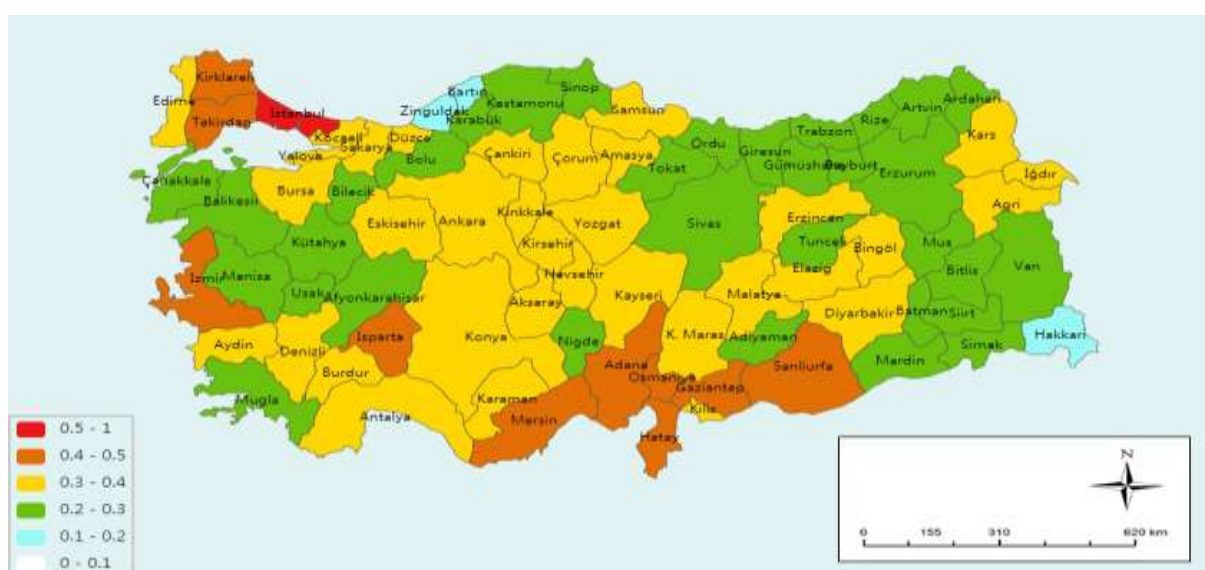 Kirklareli
Edirne
Tekirdag
Istanbul
Kocaeli
Sakarya
Düzce
Yalova
Zinguldak
Bartın
Karabük
Kastamonu
Sinop
Samsun
Bolu
Çankiri
Çorum
Amasya
Tokat
Ordu
Giresun
Trabzon
Rize
Artvin
Ardahan
Kars
Gümüshane
Bayburt
Erzurum
Iğdır
Agri
Çanakkale
Balikesir
Bursa
Bilecik
Eskisehir
Ankara
Kinkkale
Yozgat
Sivas
Erzincan
Tunceli
Bingöl
Mus
Kütahya
Kirsehir
Nevsehir
Kayseri
Malatya
Elazig
Diyarbakir
Bitlis
Van
Izmir
Manisa
Usak
Afyonkarahisar
Aksaray
Konya
Nigde
K. Maras
Adiyaman
Batman
Siirt
Sirnak
Hakkari
Aydin
Denizli
Isparta
Burdur
Adana
Gaziantep
Sanliurfa
Mardin
Mugla
Antalya
Karaman
Mersin
Hatay
0.5 - 1
0.4 - 0.5
0.3 - 0.4
0.2 - 0.3
0.1 - 0.2
0 - 0.1
N
0 155 310 620 km